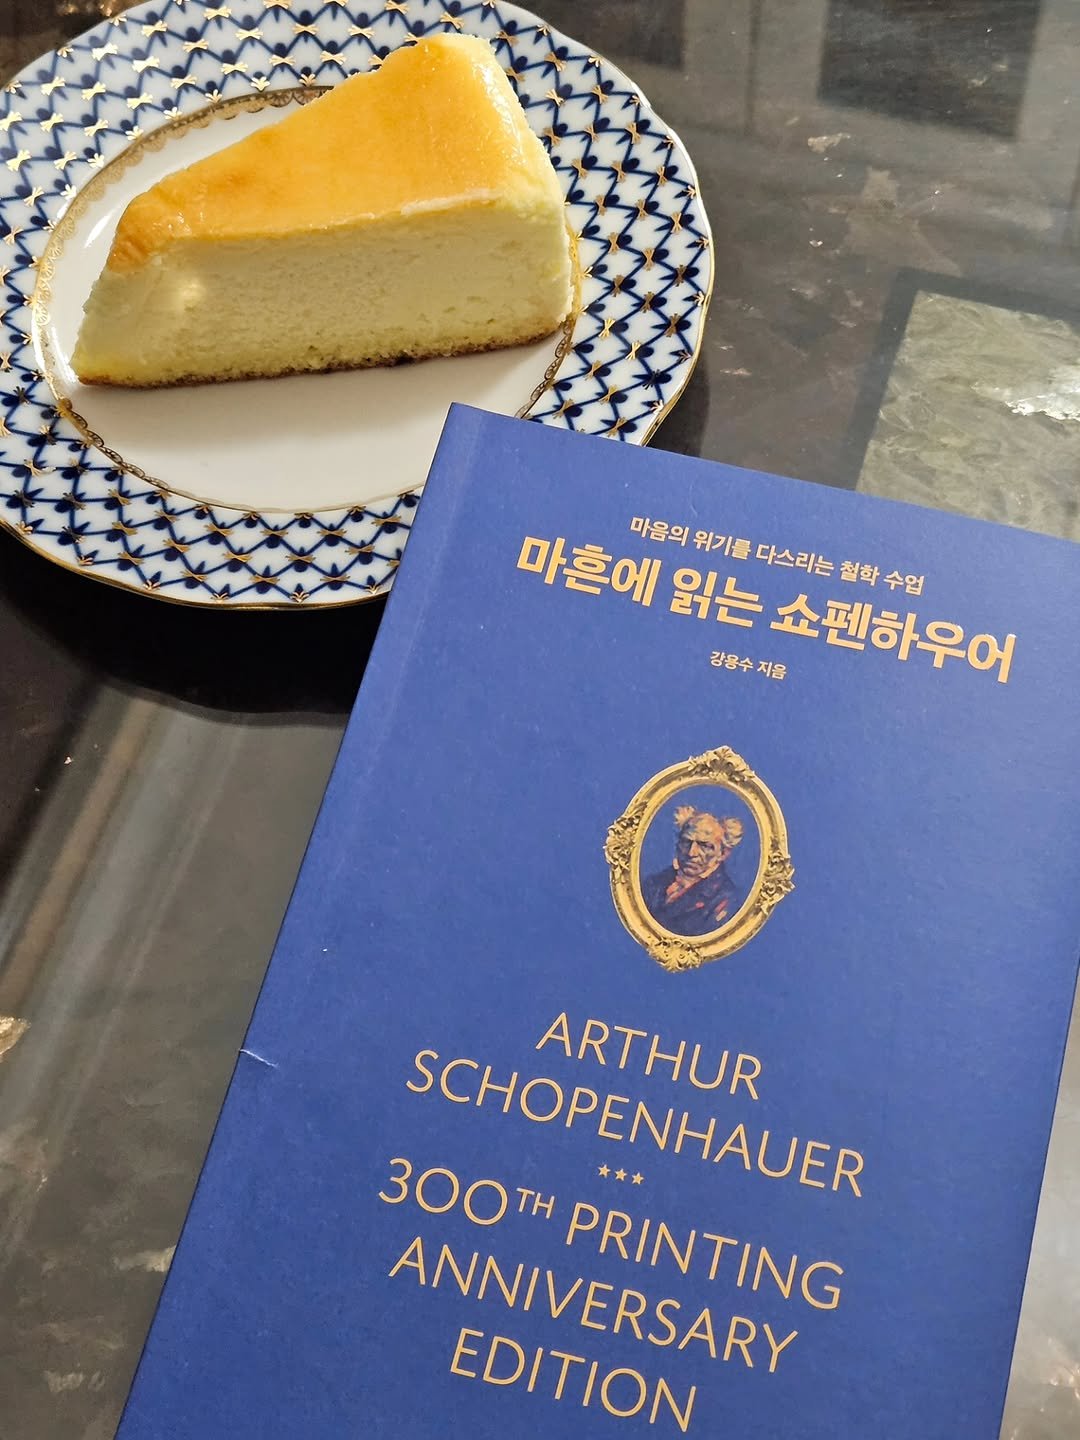 마음의 위기를 다스리는 철학 수업
마흔에 읽는 쇼펜하우어
강용수 지음
ARTHUR
SCHOPENHAUER
★★★
300TH PRINTING
ANNIVERSARY
EDITION